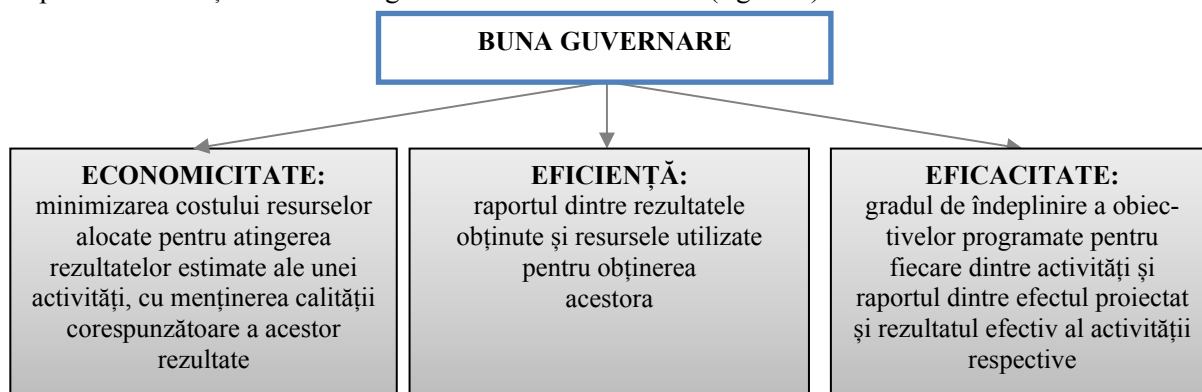 BUNA GUVERNARE
ECONOMICITATE:
minimizarea costului resurselor
alocate pentru atingerea
rezultatelor estimate ale unei
activități, cu menținerea calității
corespunzătoare a acestor
rezultate
EFICIENȚĂ:
raportul dintre rezultatele
obținute și resursele utilizate
pentru obținerea
acestora
EFICACITATE:
gradul de îndeplinire a obiec-
tivelor programate pentru
fiecare dintre activități și
raportul dintre efectul proiectat
și rezultatul efectiv al activității
respective